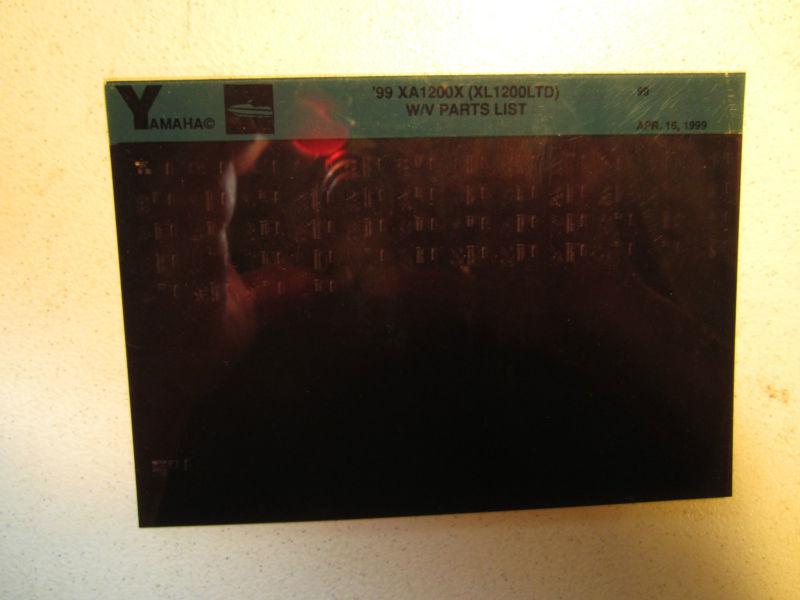 YAMAHA©
'99 XA1200X (XL1200LTD)
W/V PARTS LIST
99
APR. 16, 1999